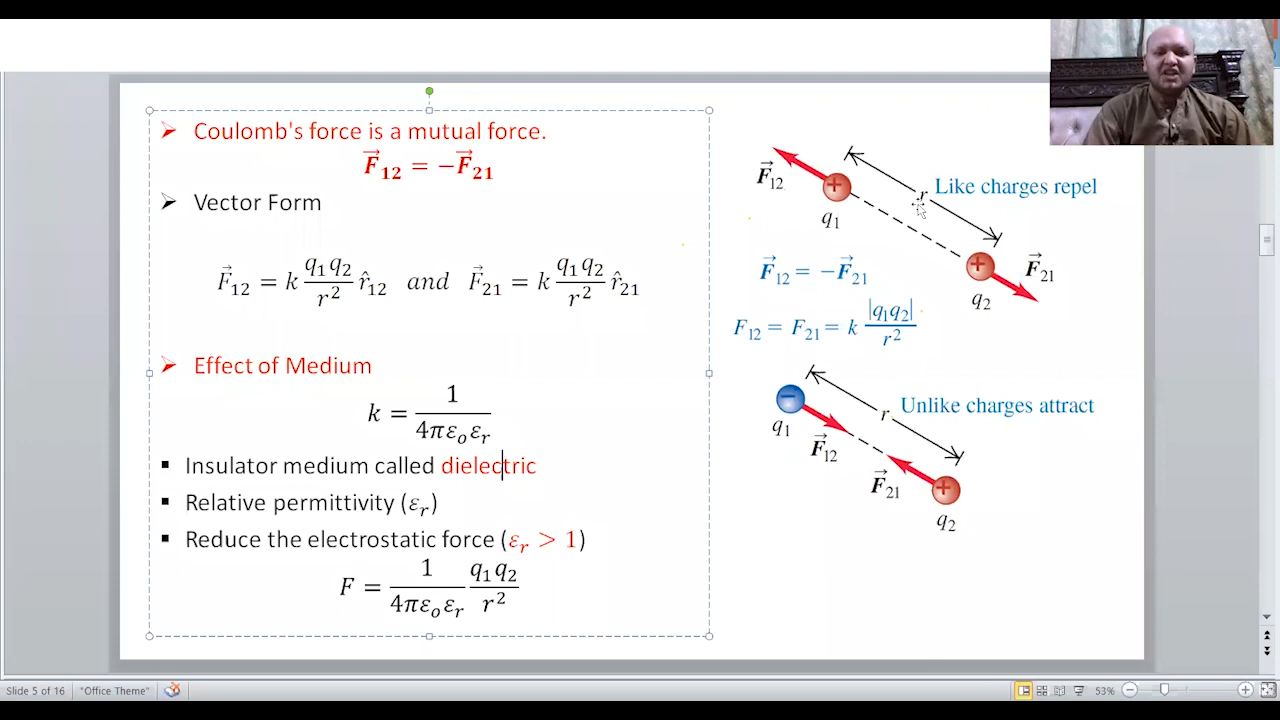 ➢ Coulomb's force is a mutual force.
F⃗₁₂ = −F⃗₂₁
➢ Vector Form
F⃗₁₂ = k q₁q₂/r² r̂₁₂ and F⃗₂₁ = k q₁q₂/r² r̂₂₁
➢ Effect of Medium
k = 1/4πεₒεᵣ
▪ Insulator medium called dielectric
▪ Relative permittivity (εᵣ)
▪ Reduce the electrostatic force (εᵣ > 1)
F = 1/4πεₒεᵣ q₁q₂/r²
F⃗₁₂
+
r
Like charges repel
q₁
+
F⃗₂₁
q₂
F⃗₁₂ = −F⃗₂₁
F₁₂ = F₂₁ = k |q₁q₂|/r²
−
r
Unlike charges attract
q₁
F⃗₁₂
F⃗₂₁
+
q₂
Slide 5 of 16
"Office Theme"
53%